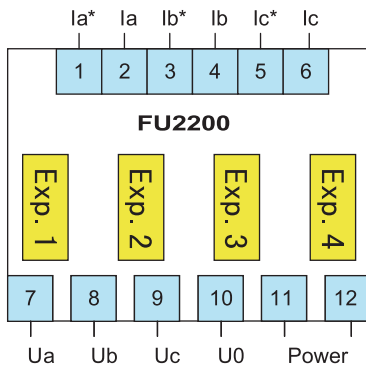 Ia* Ia Ib* Ib Ic* Ic
1 2 3 4 5 6
FU2200
Exp. 1 Exp. 2 Exp. 3 Exp. 4
7 8 9 10 11 12
Ua Ub Uc U0 Power